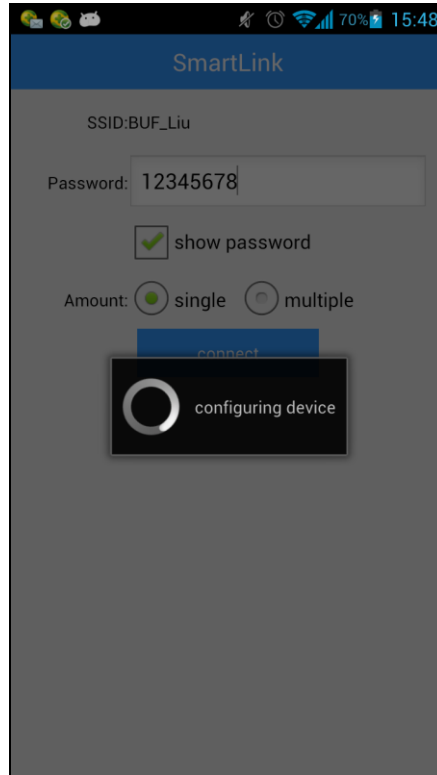 70% 15:48
SmartLink
SSID:BUF_Liu
Password: 12345678
show password
Amount: single multiple
connect
configuring device